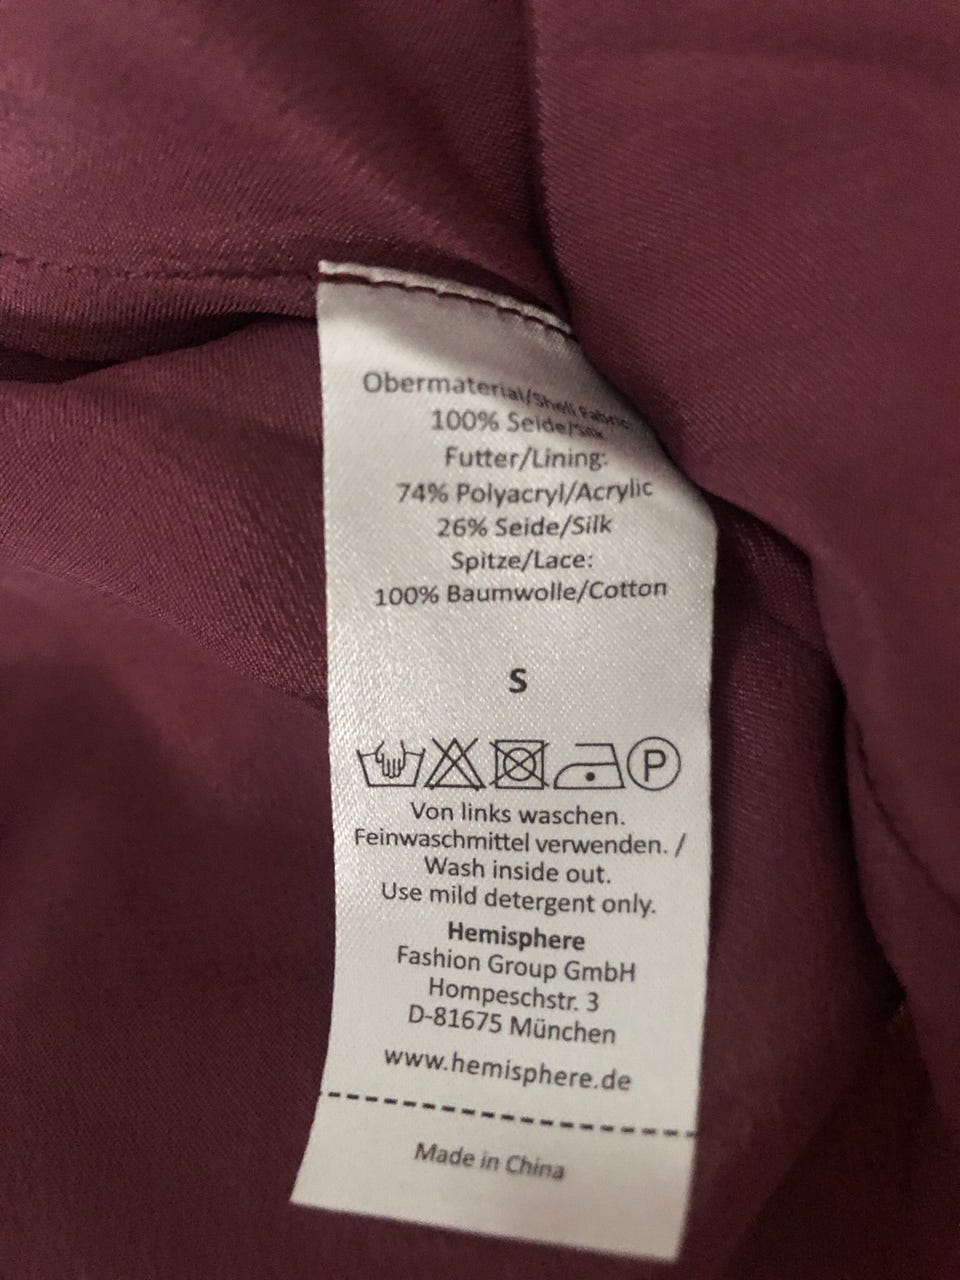 Obermaterial/Shell Fabric
100% Seide/Silk
Futter/Lining:
74% Polyacryl/Acrylic
26% Seide/Silk
Spitze/Lace:
100% Baumwolle/Cotton
S
P
Von links waschen.
Feinwaschmittel verwenden. /
Wash inside out.
Use mild detergent only.
Hemisphere
Fashion Group GmbH
Hompeschstr. 3
D-81675 München
www.hemisphere.de
Made in China